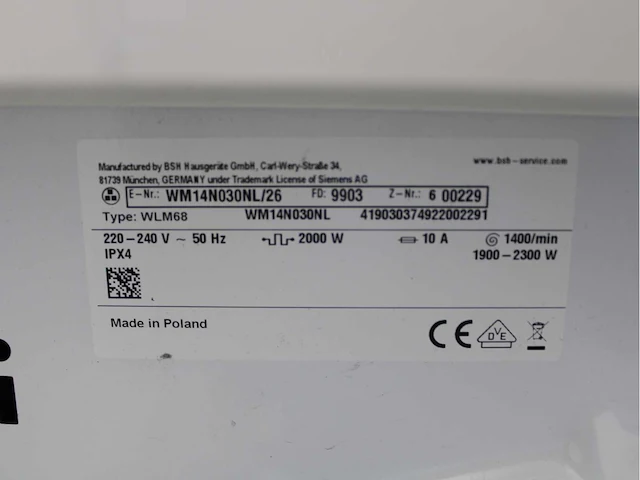 Manufactured by BSH Hausgeräte GmbH, Carl-Wery-Straße 34,
81739 München, GERMANY under Trademark License of Siemens AG
www.bsh-service.com
E-Nr.: WM14N030NL/26 FD: 9903 Z-Nr.: 6 00229
Type: WLM68 WM14N030NL 419030374922002291
220-240 V ~ 50 Hz 2000 W 10 A 1400/min
IPX4 1900-2300 W
Made in Poland
CE DVE